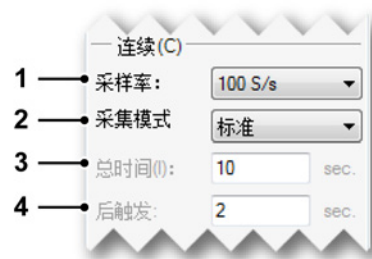 连续(C)
1 采样率: 100 S/s
2 采集模式 标准
3 总时间(I): 10 sec.
4 后触发: 2 sec.